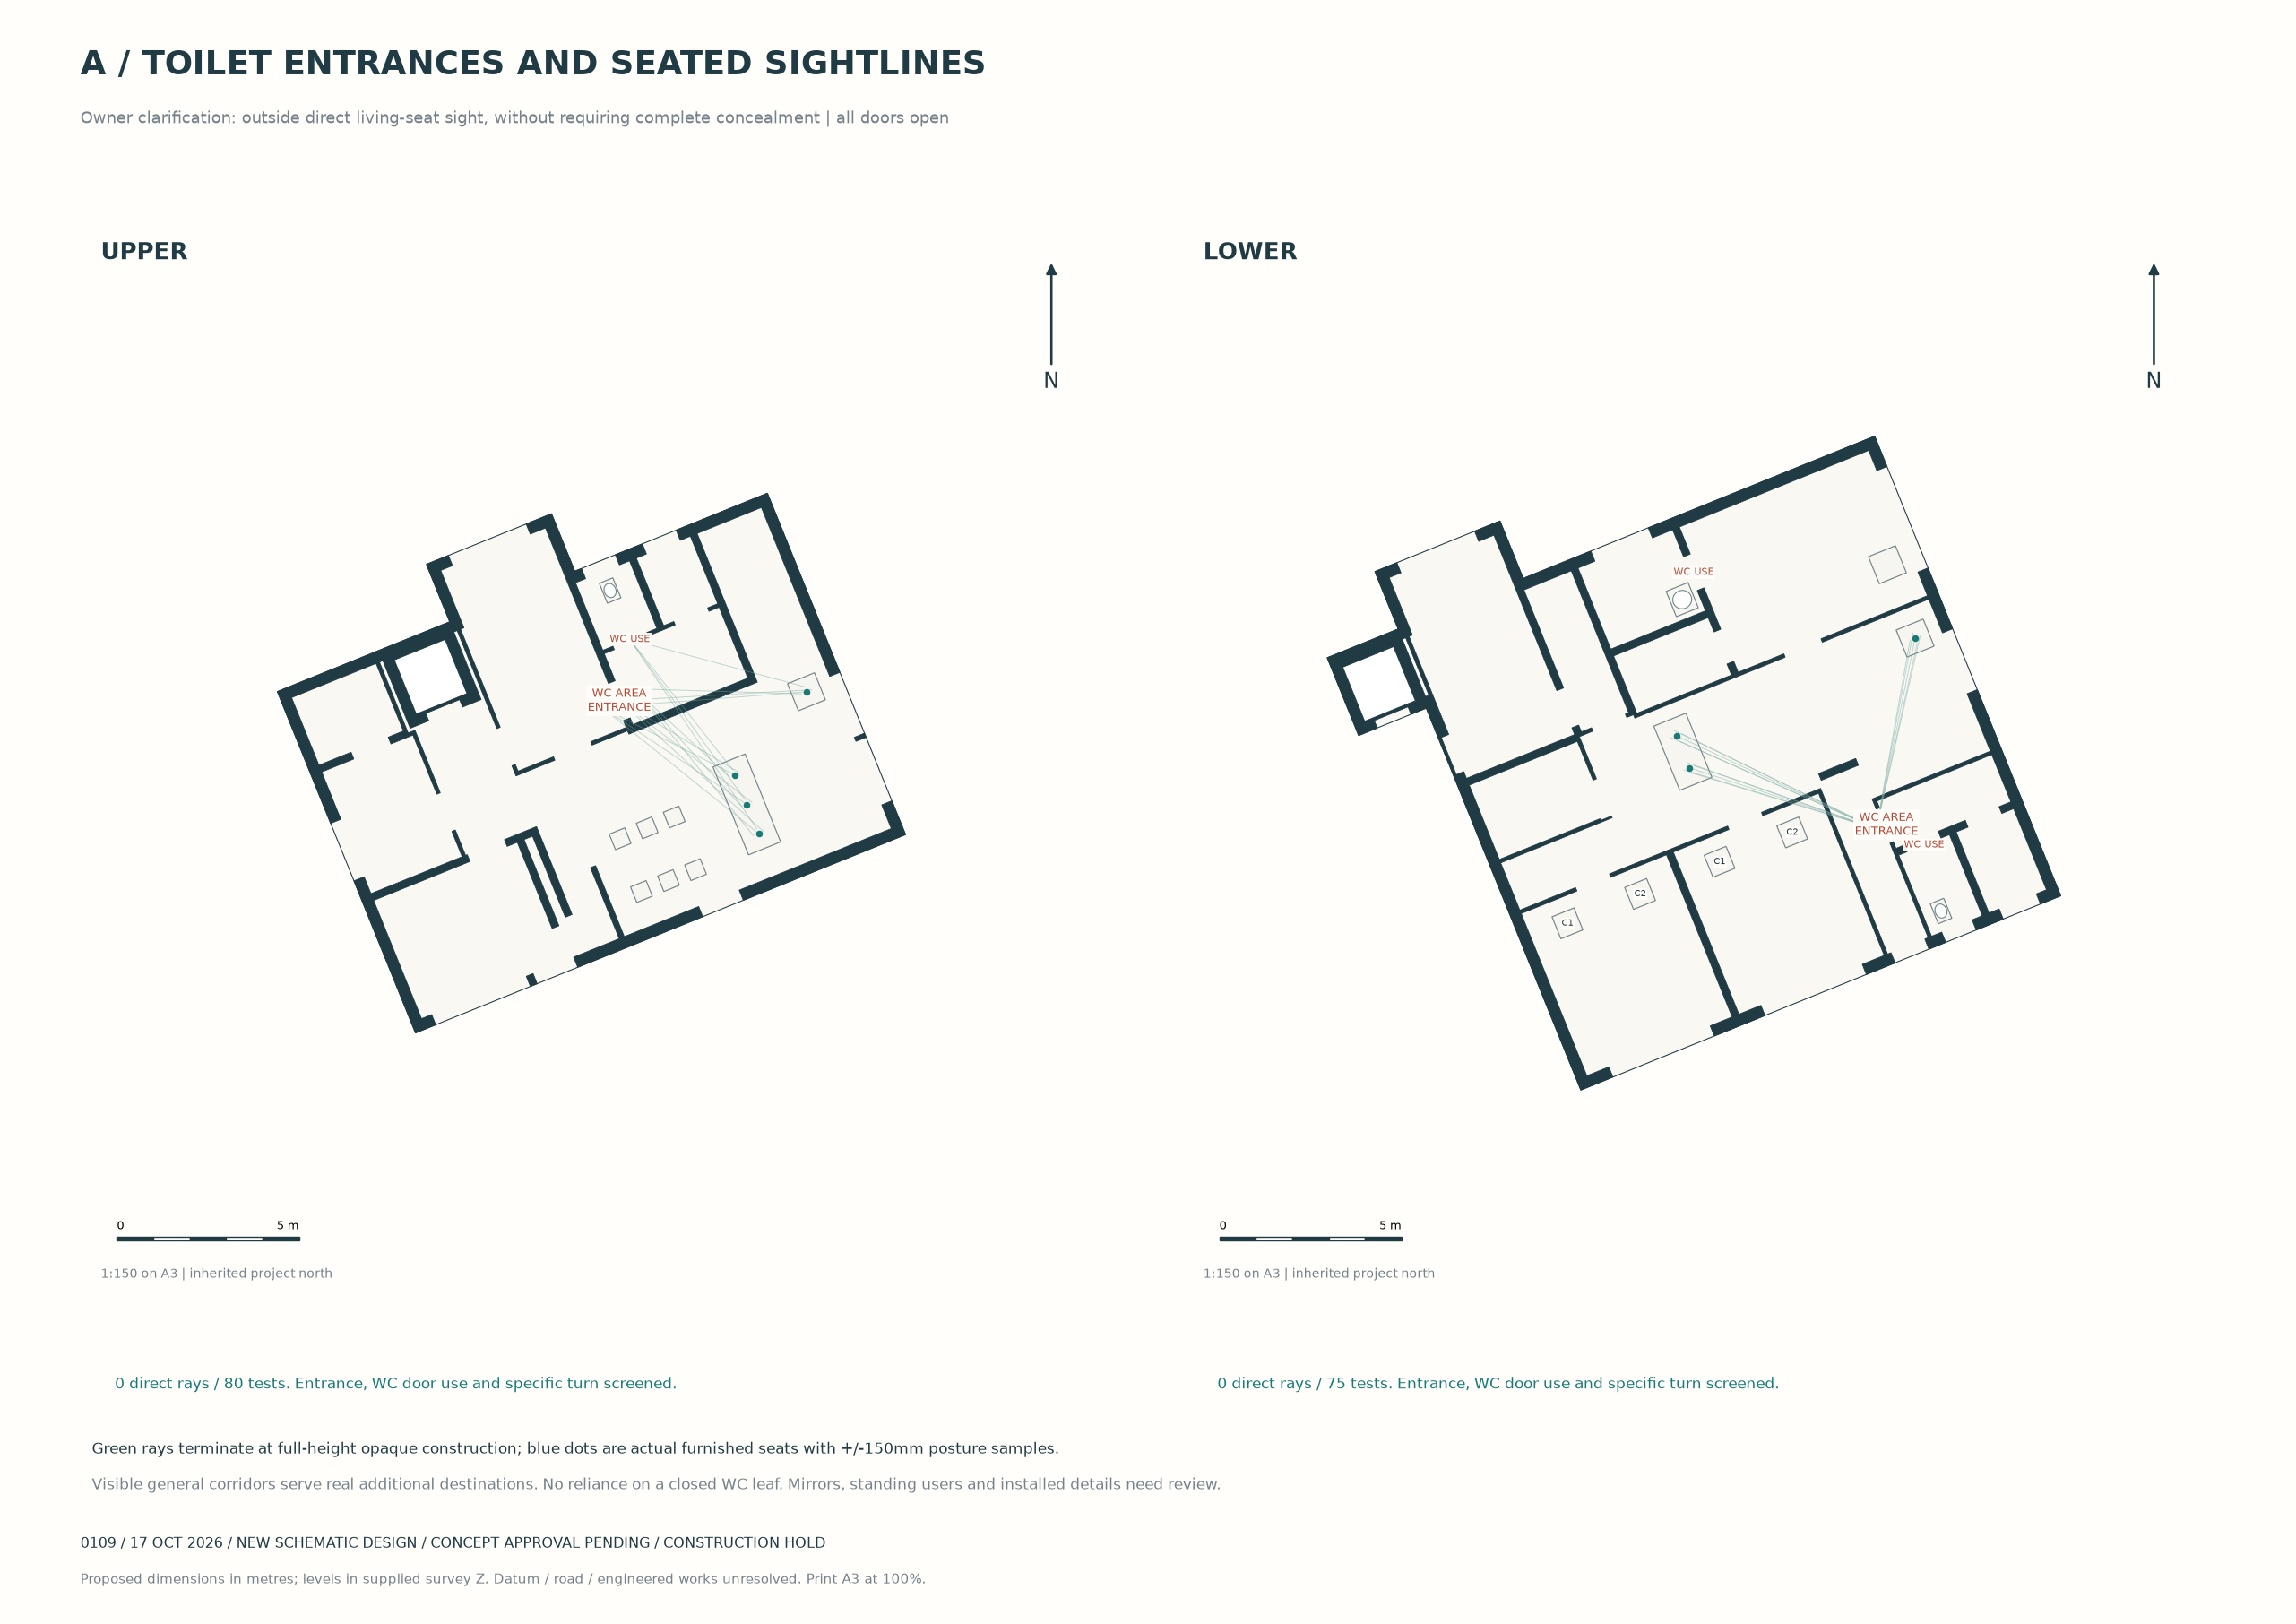 A / TOILET ENTRANCES AND SEATED SIGHTLINES
Owner clarification: outside direct living-seat sight, without requiring complete concealment | all doors open
UPPER
N
WC USE
WC AREA
ENTRANCE
0 5 m
1:150 on A3 | inherited project north
0 direct rays / 80 tests. Entrance, WC door use and specific turn screened.
LOWER
N
WC USE
WC AREA
ENTRANCE
WC USE
C2
C1
C2
C1
0 5 m
1:150 on A3 | inherited project north
0 direct rays / 75 tests. Entrance, WC door use and specific turn screened.
Green rays terminate at full-height opaque construction; blue dots are actual furnished seats with +/-150mm posture samples.
Visible general corridors serve real additional destinations. No reliance on a closed WC leaf. Mirrors, standing users and installed details need review.
0109 / 17 OCT 2026 / NEW SCHEMATIC DESIGN / CONCEPT APPROVAL PENDING / CONSTRUCTION HOLD
Proposed dimensions in metres; levels in supplied survey Z. Datum / road / engineered works unresolved. Print A3 at 100%.